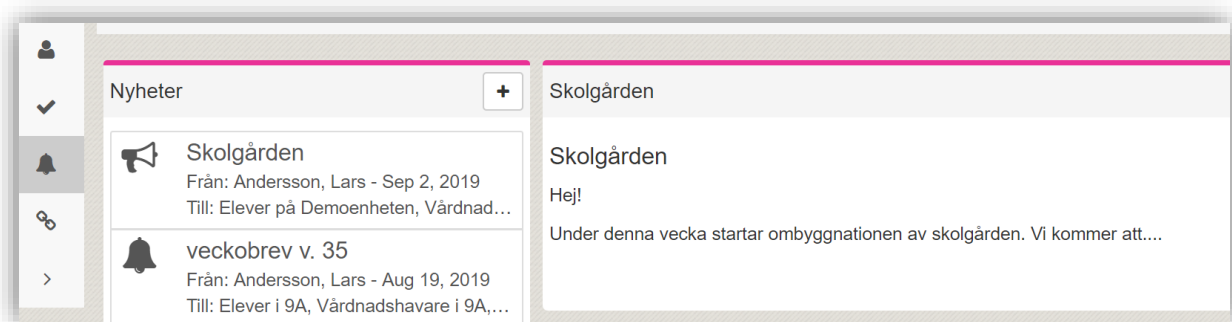 Nyheter
Skolgården
Från: Andersson, Lars - Sep 2, 2019
Till: Elever på Demoenheten, Vårdnad...
veckobrev v. 35
Från: Andersson, Lars - Aug 19, 2019
Till: Elever i 9A, Vårdnadshavare i 9A,...
Skolgården
Skolgården
Hej!
Under denna vecka startar ombyggnationen av skolgården. Vi kommer att....